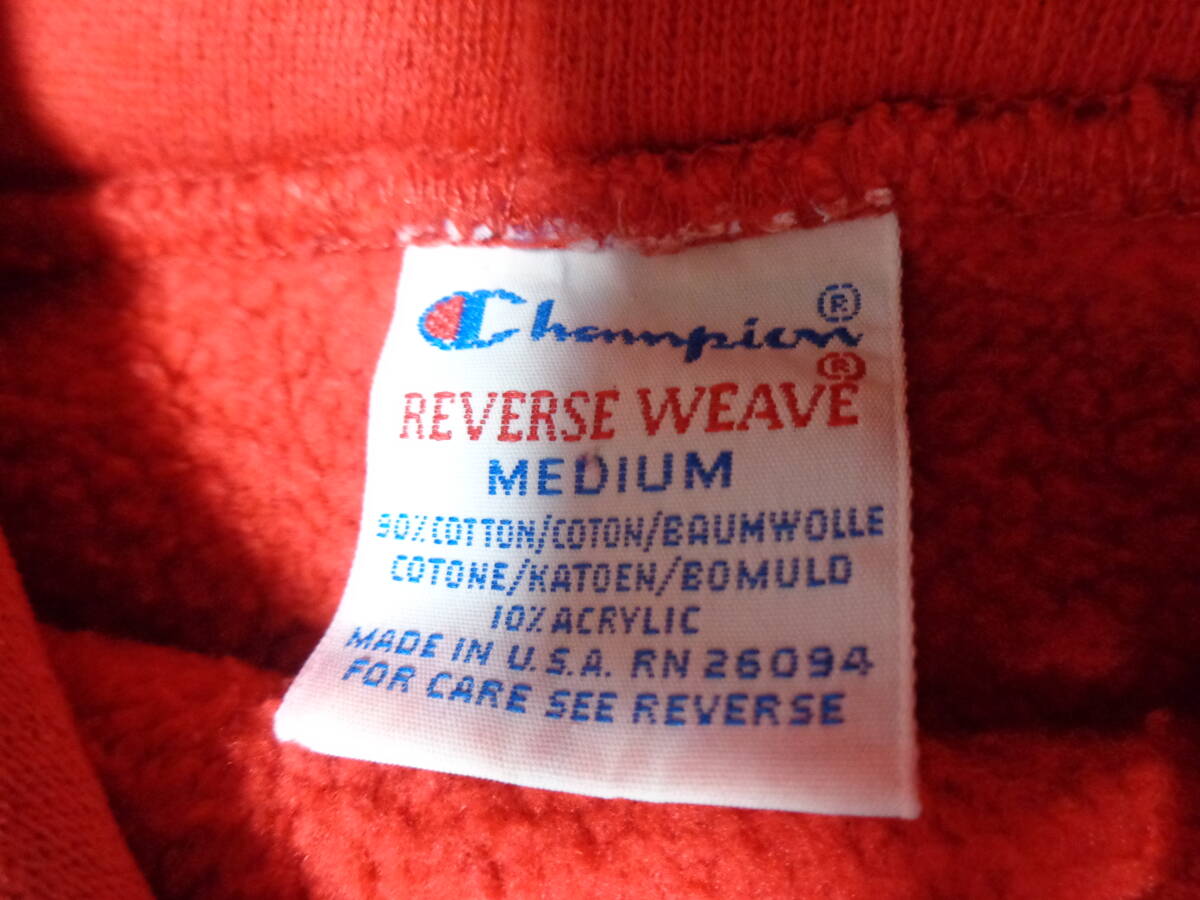 Champion®
REVERSE WEAVE®
MEDIUM
90% COTTON/COTON/BAUMWOLLE
COTONE/KATOEN/BOMULD
10% ACRYLIC
MADE IN U.S.A. RN 26094
FOR CARE SEE REVERSE